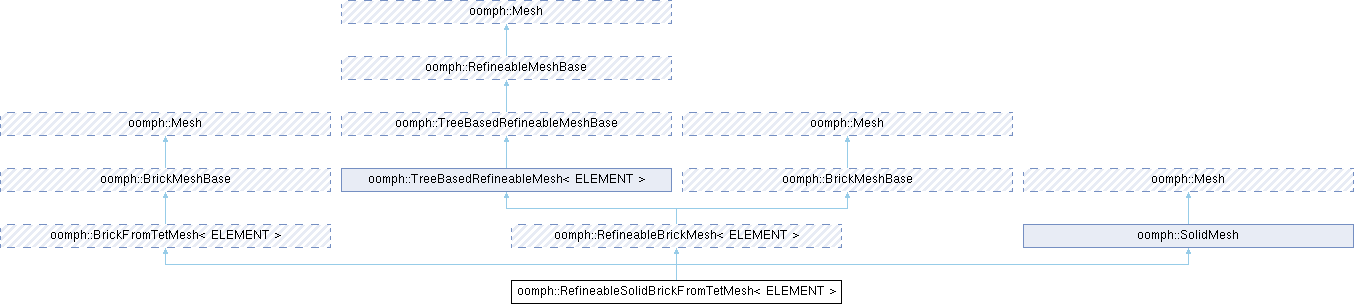 oomph::Mesh
oomph::RefineableMeshBase
oomph::Mesh
oomph::TreeBasedRefineableMeshBase
oomph::Mesh
oomph::BrickMeshBase
oomph::TreeBasedRefineableMesh< ELEMENT >
oomph::BrickMeshBase
oomph::Mesh
oomph::BrickFromTetMesh< ELEMENT >
oomph::RefineableBrickMesh< ELEMENT >
oomph::SolidMesh
oomph::RefineableSolidBrickFromTetMesh< ELEMENT >